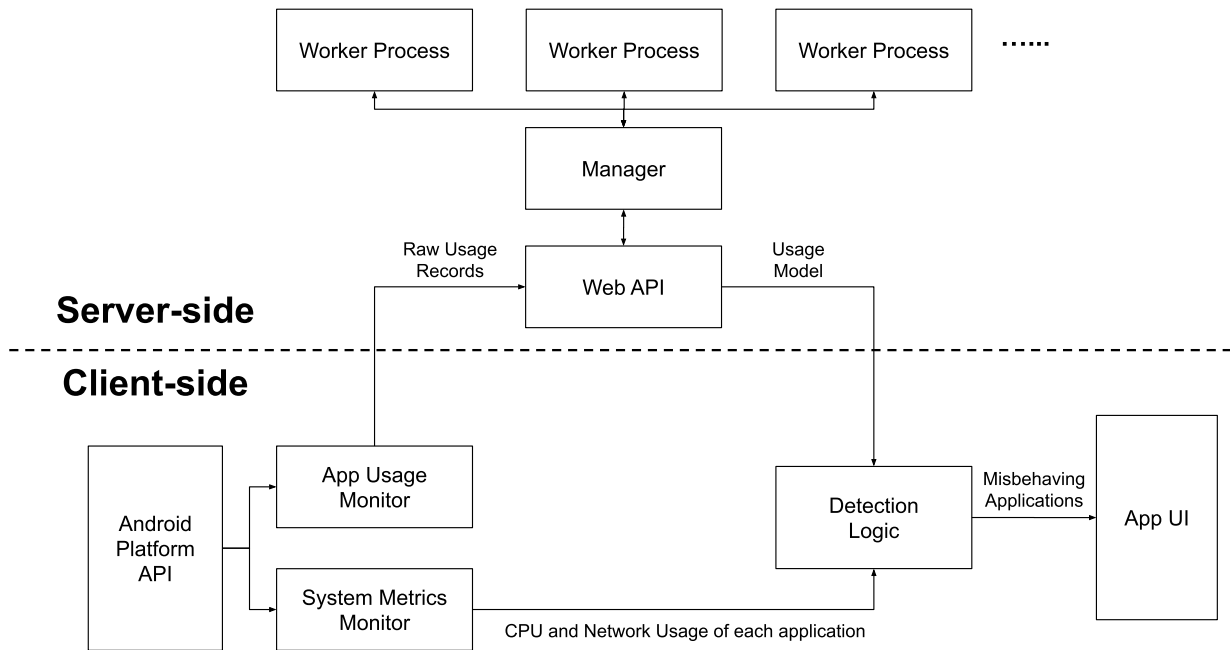 Worker Process
Worker Process
Worker Process
......
Manager
Raw Usage
Records
Web API
Usage
Model
Server-side
Client-side
Android
Platform
API
App Usage
Monitor
System Metrics
Monitor
CPU and Network Usage of each application
Detection
Logic
Misbehaving
Applications
App UI